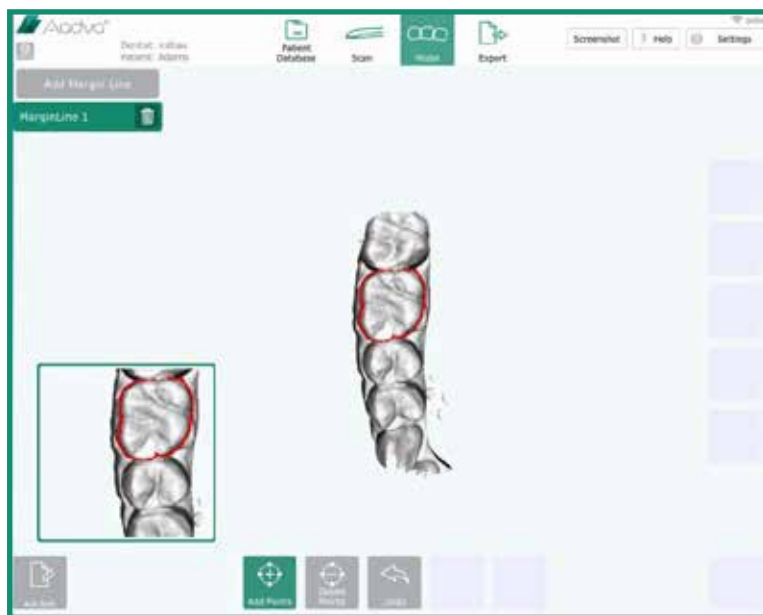 Aadva
Dentist:
Patient: Adams
Patient
Database
Scan
Model
Export
Screenshot
Help
Settings
Add Margin Line
MarginLine 1
Add Points
Delete
Points
Undo